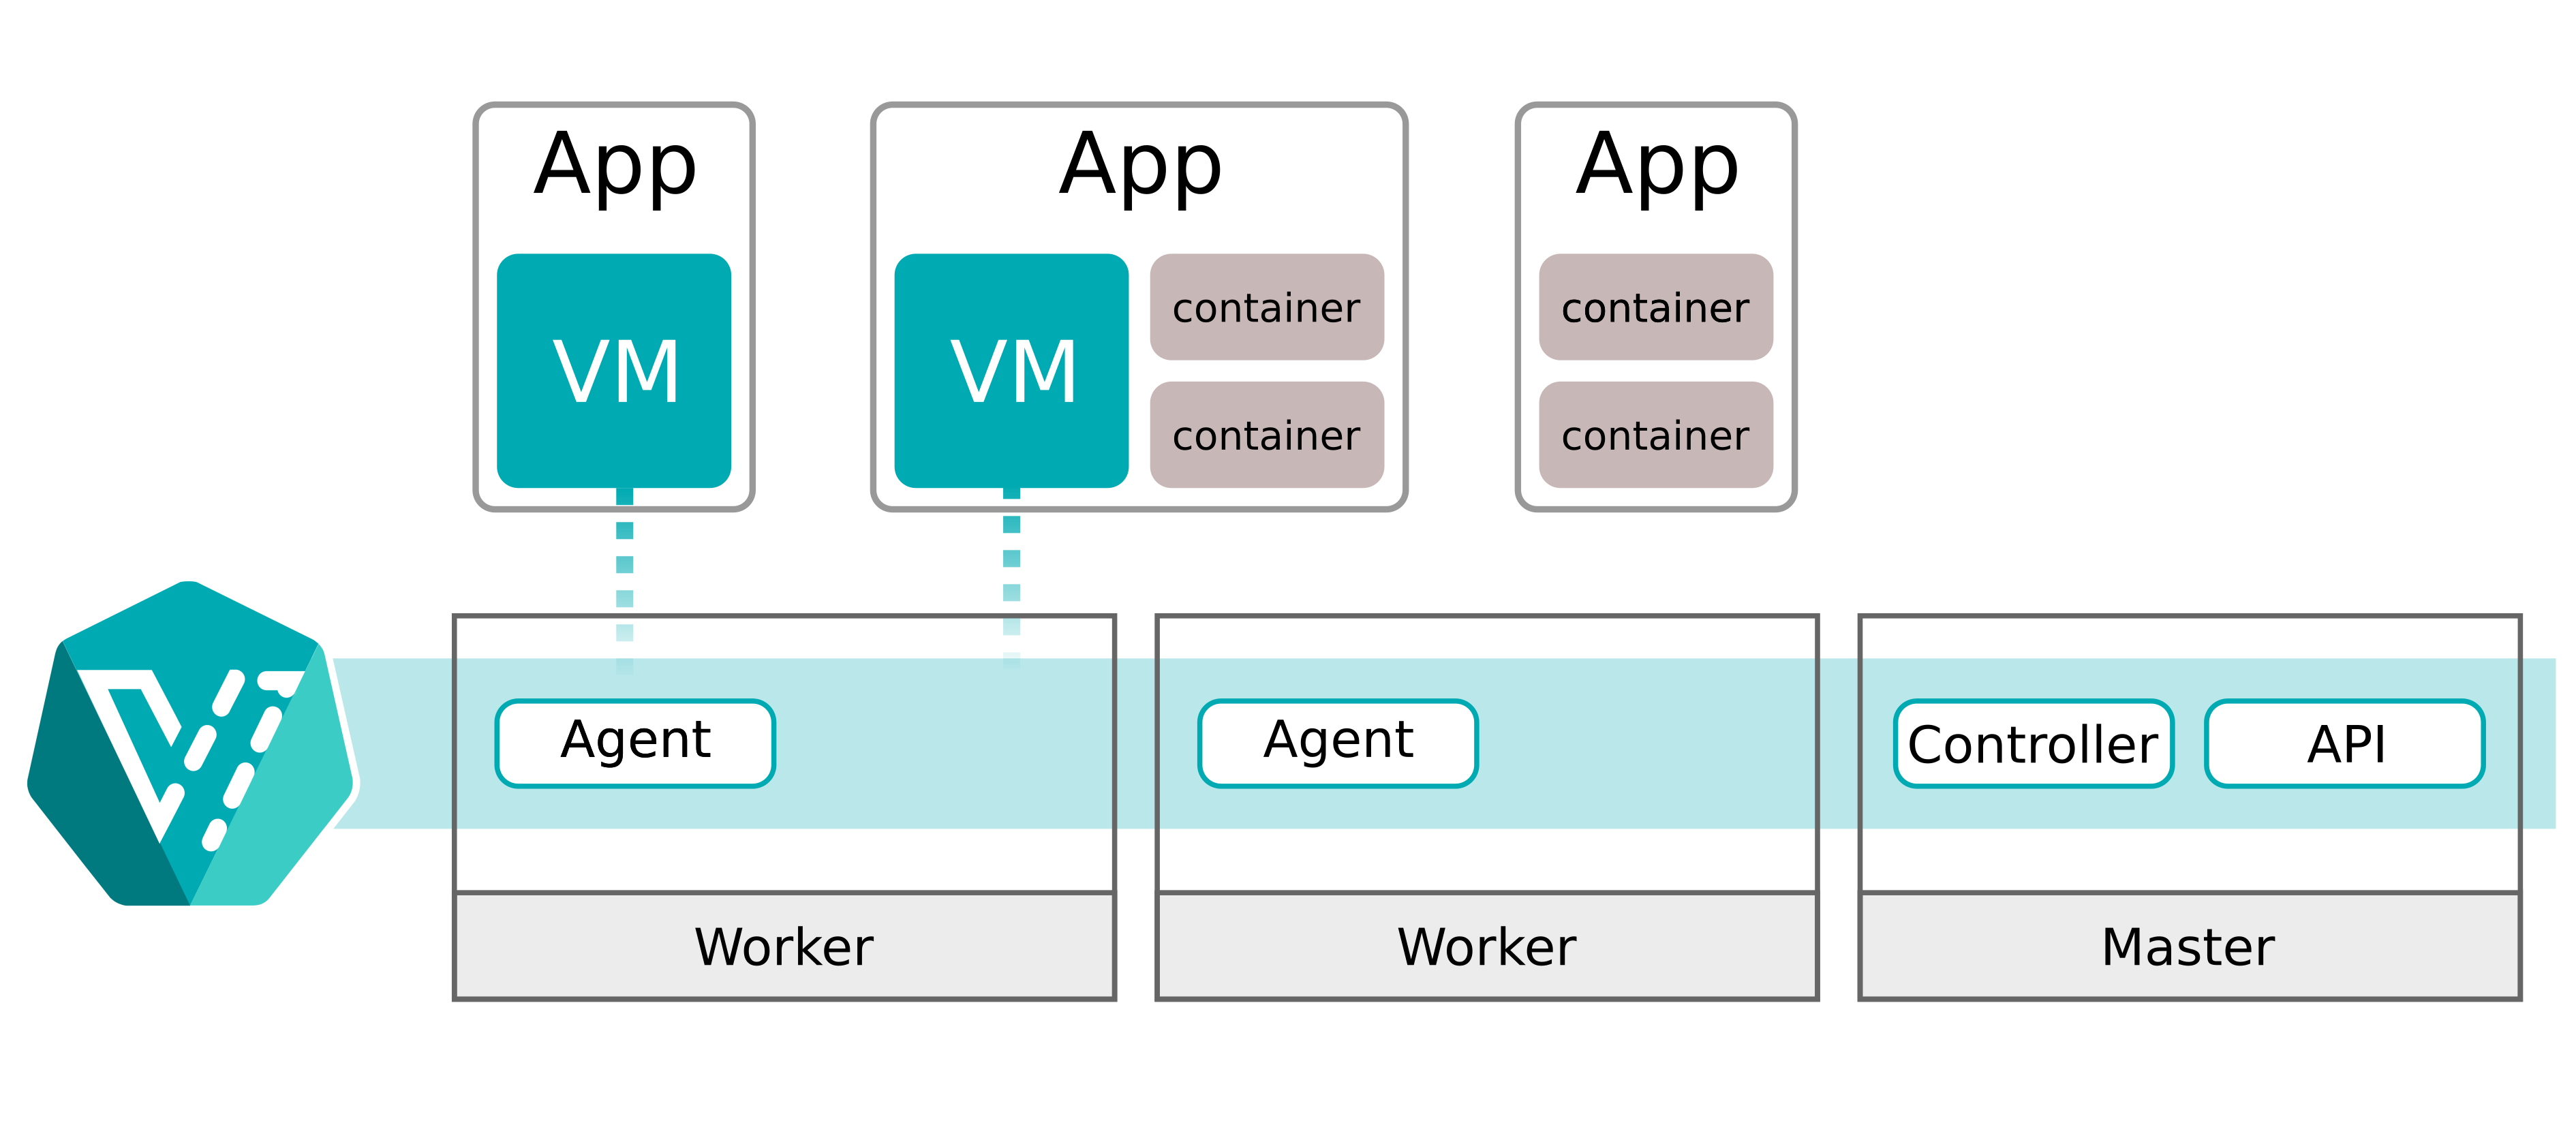 App
App
App
VM
VM
container
container
container
container
Agent
Agent
Controller
API
Worker
Worker
Master